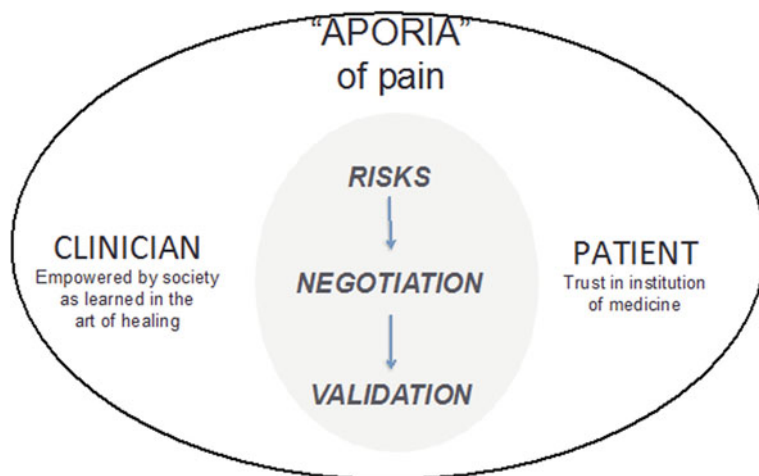 “APORIA”
of pain
RISKS
CLINICIAN
Empowered by society
as learned in the
art of healing
NEGOTIATION
PATIENT
Trust in institution
of medicine
VALIDATION